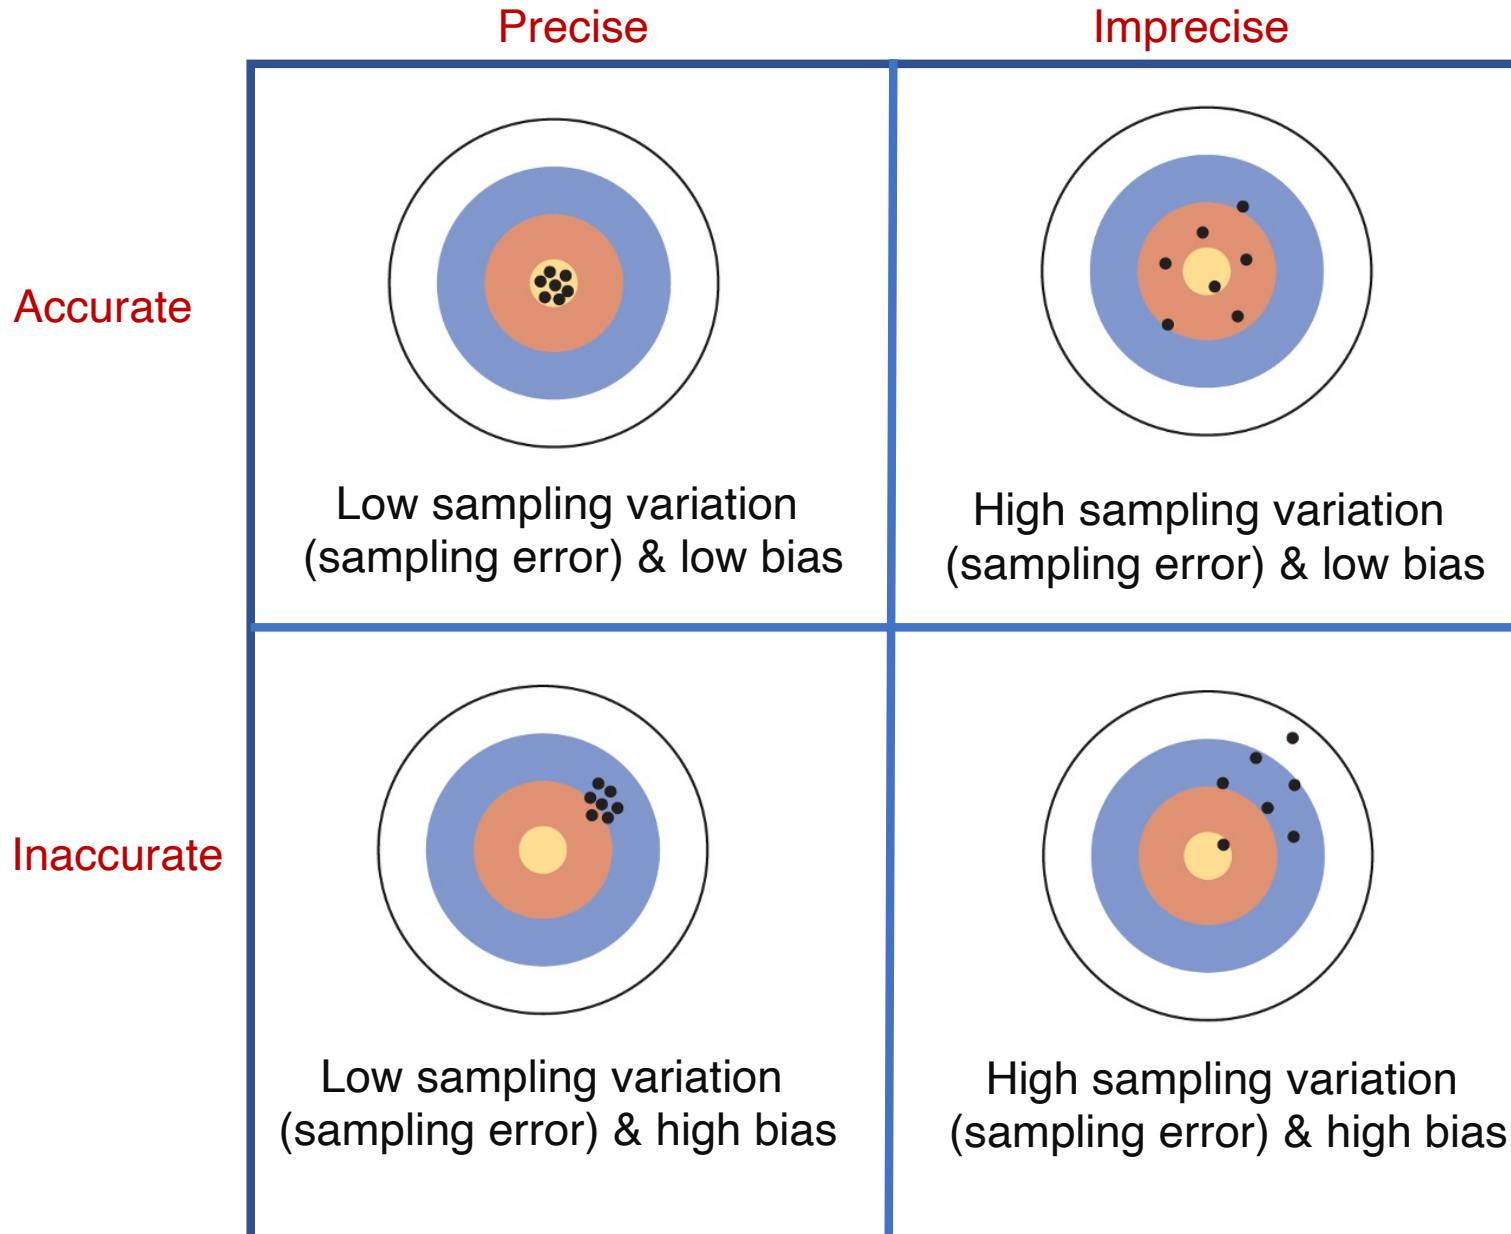 Precise
Imprecise
Accurate
Low sampling variation
(sampling error) & low bias
High sampling variation
(sampling error) & low bias
Inaccurate
Low sampling variation
(sampling error) & high bias
High sampling variation
(sampling error) & high bias